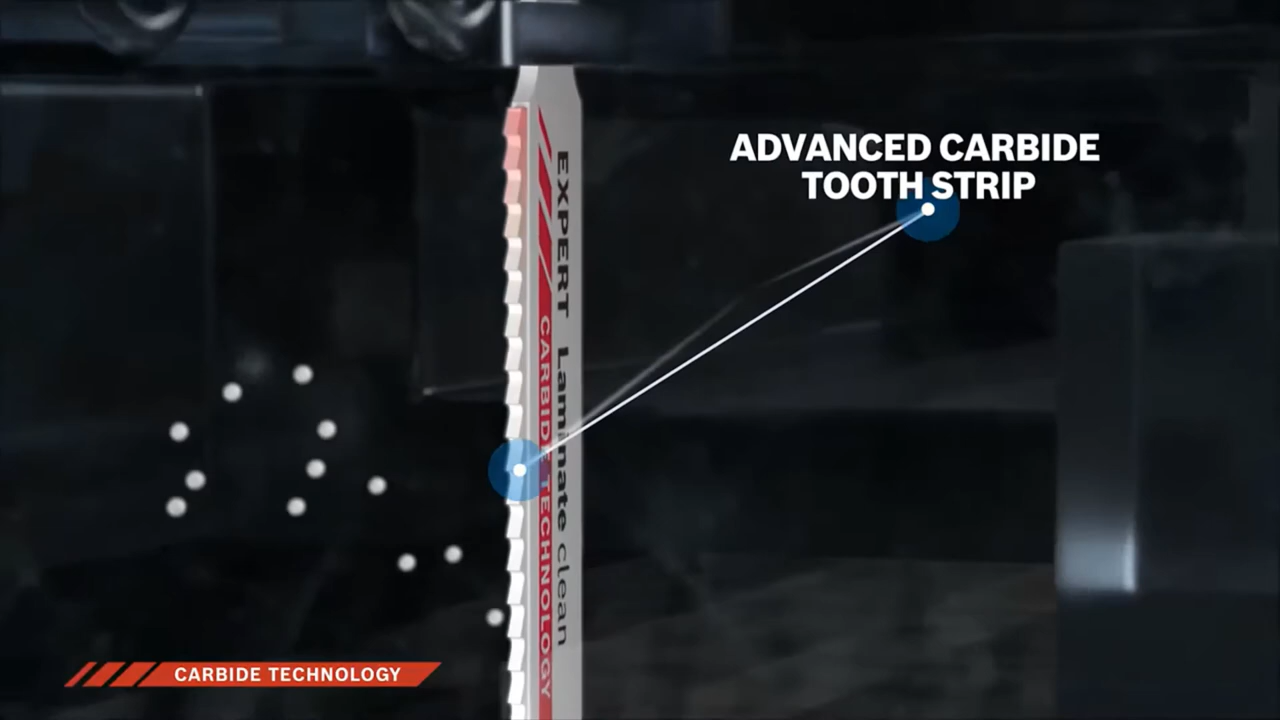 ADVANCED CARBIDE
TOOTH STRIP
EXPERT Laminate clean
CARBIDE TECHNOLOGY
CARBIDE TECHNOLOGY